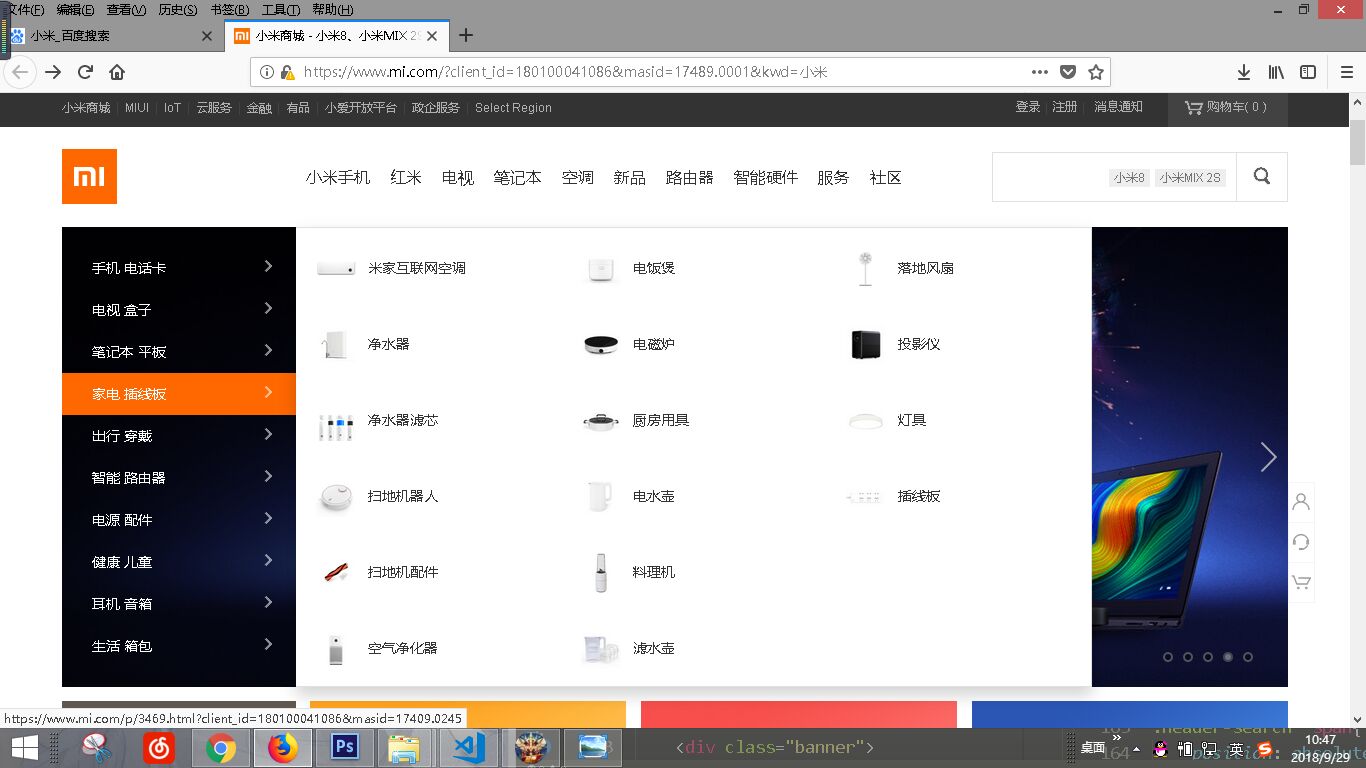 文件(F) 编辑(E) 查看(V) 历史(S) 书签(B) 工具(T) 帮助(H)
小米_百度搜索 小米商城 - 小米8、小米MIX 2S
https://www.mi.com/?client_id=180100041086&masid=17489.0001&kwd=小米
小米商城 MIUI IoT 云服务 金融 有品 小爱开放平台 政企服务 Select Region 登录 注册 消息通知 购物车( 0 )
mi 小米手机 红米 电视 笔记本 空调 新品 路由器 智能硬件 服务 社区 小米8 小米MIX 2S
手机 电话卡 米家互联网空调 电饭煲 落地风扇
电视 盒子
笔记本 平板 净水器 电磁炉 投影仪
家电 插线板
净水器滤芯 厨房用具 灯具
出行 穿戴
智能 路由器
扫地机器人 电水壶 插线板
电源 配件
健康 儿童 扫地机配件 料理机
耳机 音箱
生活 箱包 空气净化器 滤水壶
https://www.mi.com/p/3469.html?client_id=180100041086&masid=17409.0245
.header-search span{
<div class="banner"> 桌面 英 10:47
164 position: absolute
2018/9/29